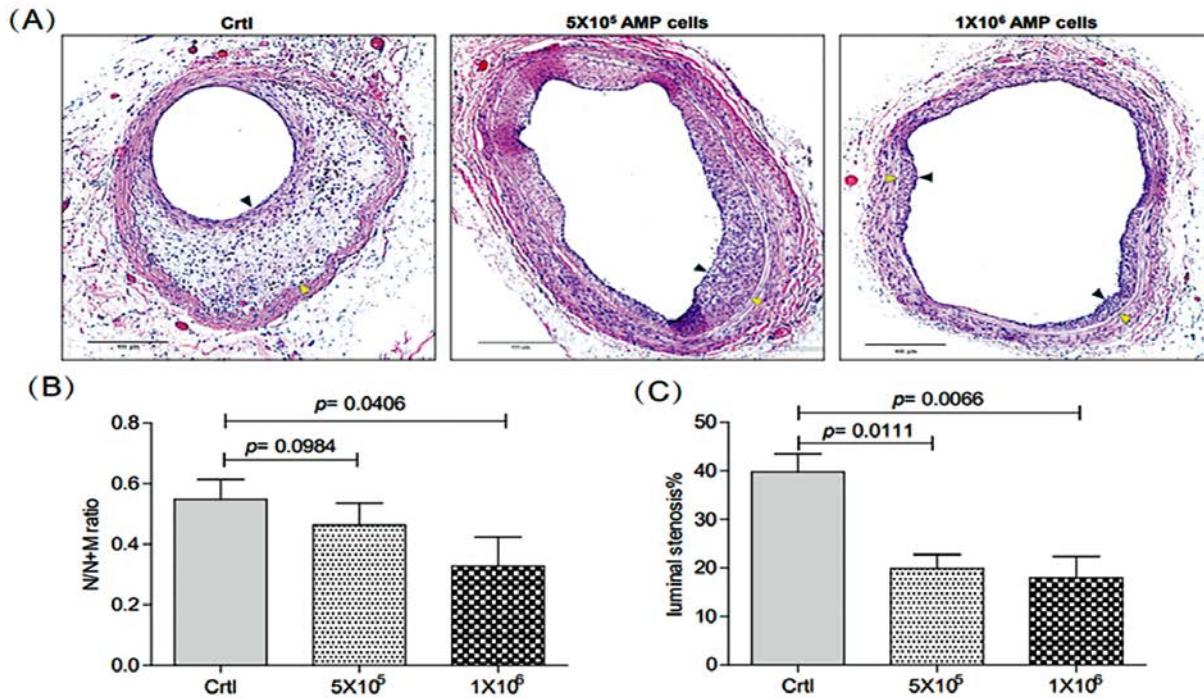 (A)
Crtl
5X10⁵ AMP cells
1X10⁶ AMP cells
(B)
p= 0.0406
p= 0.0984
N/N+M ratio
0.8
0.6
0.4
0.2
0.0
Crtl
5X10⁵
1X10⁶
(C)
p= 0.0066
p= 0.0111
luminal stenosis%
50
40
30
20
10
0
Crtl
5X10⁵
1X10⁶